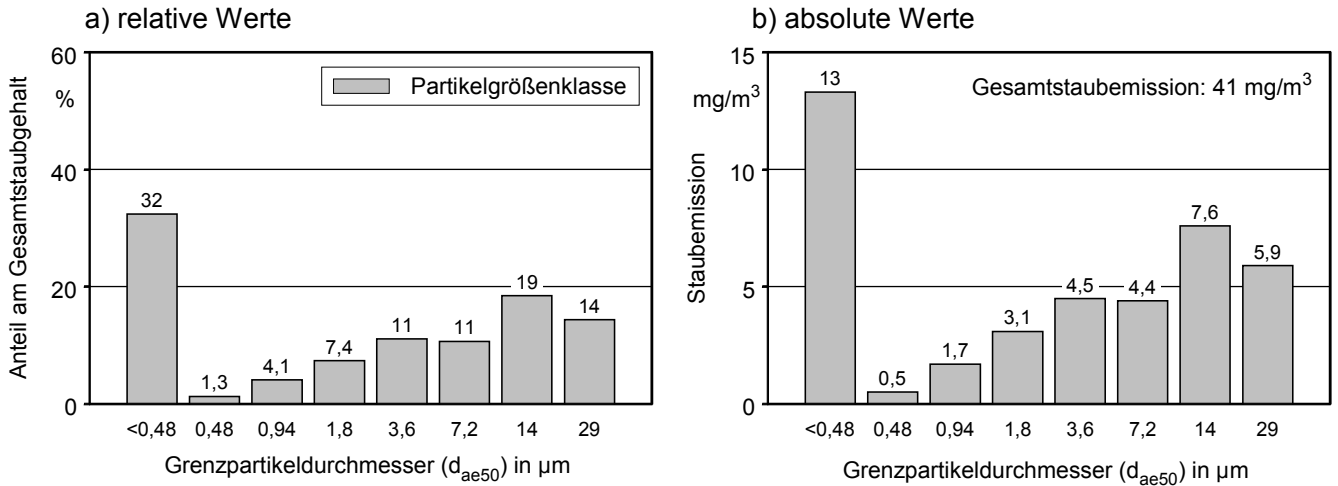 a) relative Werte
60
%
40
20
0
Anteil am Gesamtstaubgehalt
Partikelgrößenklasse
32
1,3
4,1
7,4
11
11
19
14
<0,48 0,48 0,94 1,8 3,6 7,2 14 29
Grenzpartikeldurchmesser (dae50) in µm
b) absolute Werte
15
mg/m³
10
5
0
Staubemission
Gesamtstaubemission: 41 mg/m³
13
0,5
1,7
3,1
4,5
4,4
7,6
5,9
<0,48 0,48 0,94 1,8 3,6 7,2 14 29
Grenzpartikeldurchmesser (dae50) in µm